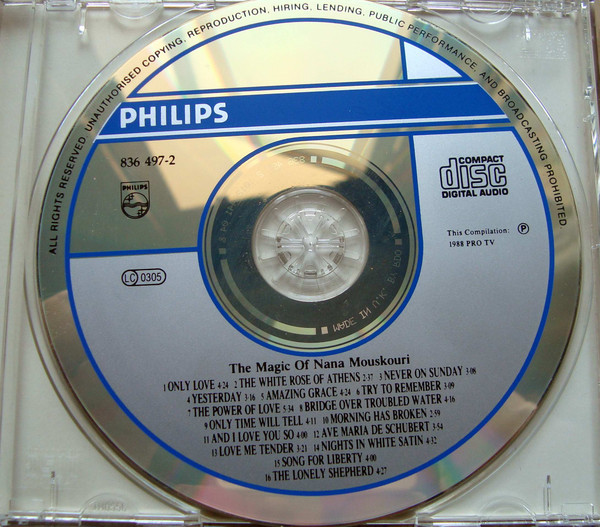 ALL RIGHTS RESERVED. UNAUTHORISED COPYING, REPRODUCTION, HIRING, LENDING, PUBLIC PERFORMANCE, AND BROADCASTING PROHIBITED.
PHILIPS
836 497-2
PHILIPS
COMPACT
disc
DIGITAL AUDIO
This Compilation: ℗
1988 PRO TV
LC 0305
MADE IN U.K. BY PDO
The Magic Of Nana Mouskouri
1 ONLY LOVE 4·24 2 THE WHITE ROSE OF ATHENS 2·37 3 NEVER ON SUNDAY 3·08
4 YESTERDAY 3·16 5 AMAZING GRACE 4·24 6 TRY TO REMEMBER 3·09
7 THE POWER OF LOVE 5·34 8 BRIDGE OVER TROUBLED WATER 4·16
9 ONLY TIME WILL TELL 4·11 10 MORNING HAS BROKEN 2·59
11 AND I LOVE YOU SO 4·00 12 AVE MARIA DE SCHUBERT 3·54
13 LOVE ME TENDER 3·21 14 NIGHTS IN WHITE SATIN 4·32
15 SONG FOR LIBERTY 4·00
16 THE LONELY SHEPHERD 4·27